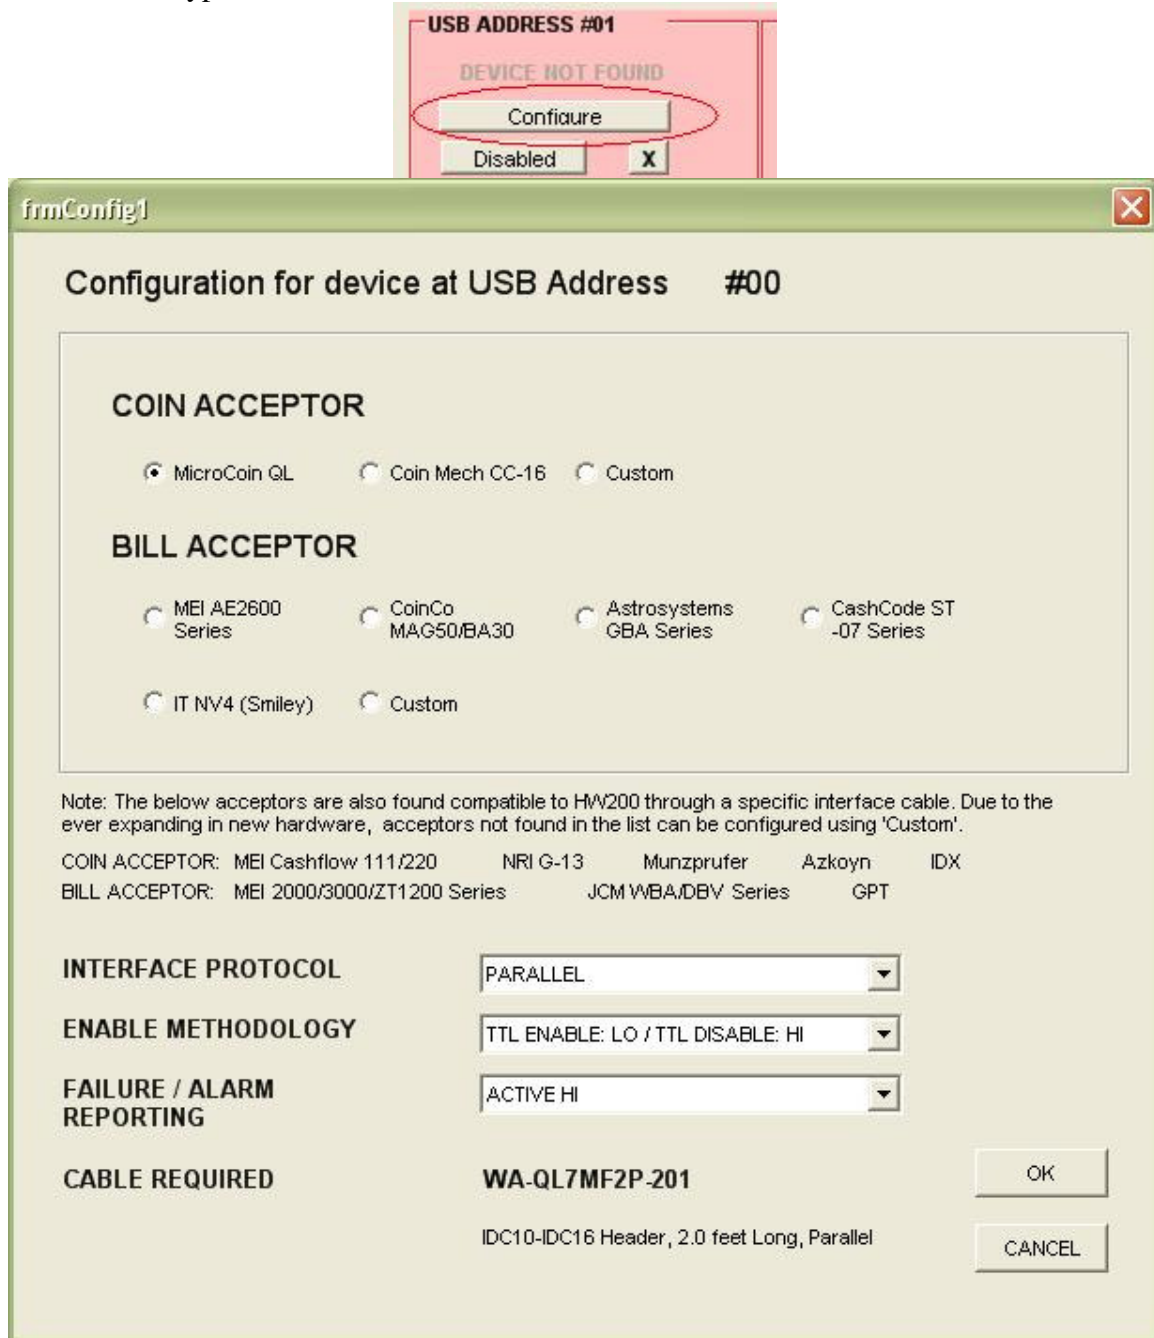 USB ADDRESS #01
DEVICE NOT FOUND
Configure
Disabled X
frmConfig1
Configuration for device at USB Address #00
COIN ACCEPTOR
MicroCoin QL Coin Mech CC-16 Custom
BILL ACCEPTOR
MEI AE2600 CoinCo Astrosystems CashCode ST
Series MAG50/BA30 GBA Series -07 Series
IT NV4 (Smiley) Custom
Note: The below acceptors are also found compatible to HW200 through a specific interface cable. Due to the
ever expanding in new hardware, acceptors not found in the list can be configured using 'Custom'.
COIN ACCEPTOR: MEI Cashflow 111/220 NRI G-13 Munzprufer Azkoyn IDX
BILL ACCEPTOR: MEI 2000/3000/ZT1200 Series JCM WBA/DBV Series GPT
INTERFACE PROTOCOL PARALLEL
ENABLE METHODOLOGY TTL ENABLE: LO / TTL DISABLE: HI
FAILURE / ALARM ACTIVE HI
REPORTING
CABLE REQUIRED WA-QL7MF2P-201 OK
IDC10-IDC16 Header, 2.0 feet Long, Parallel CANCEL